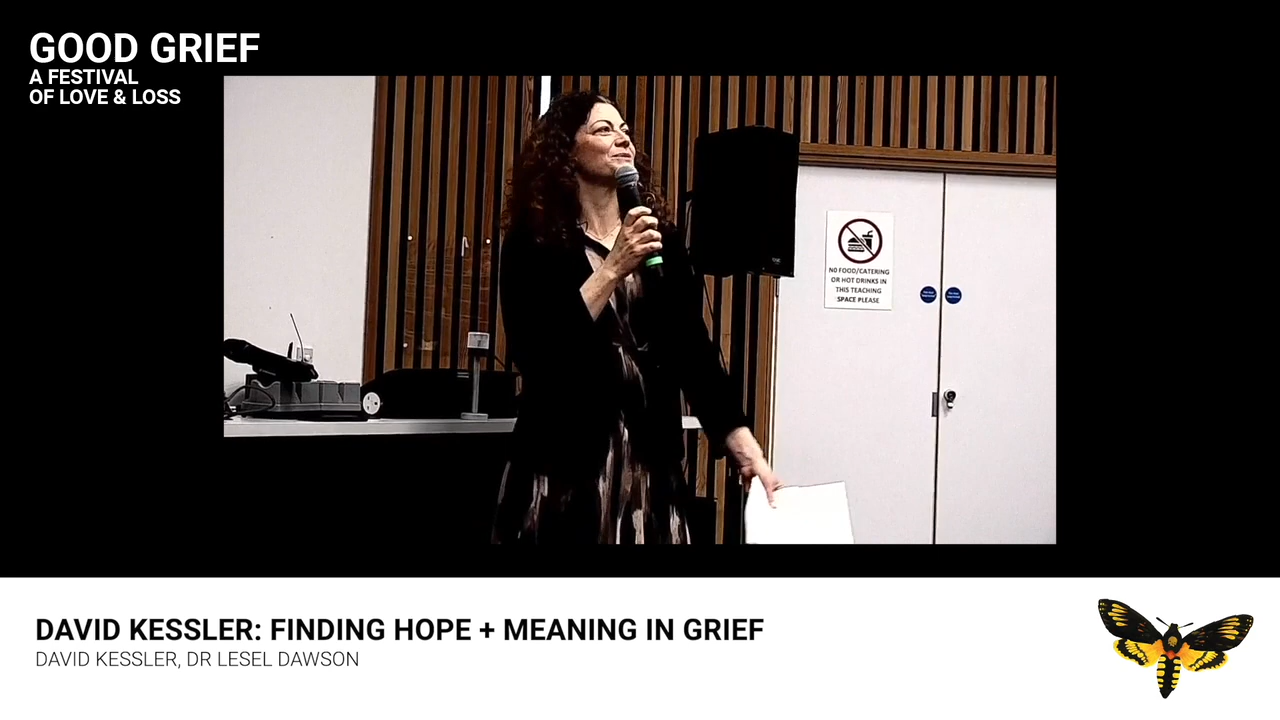 GOOD GRIEF
A FESTIVAL
OF LOVE & LOSS
NO FOOD/CATERING
OR HOT DRINKS IN
THIS TEACHING
SPACE PLEASE
DAVID KESSLER: FINDING HOPE + MEANING IN GRIEF
DAVID KESSLER, DR LESEL DAWSON